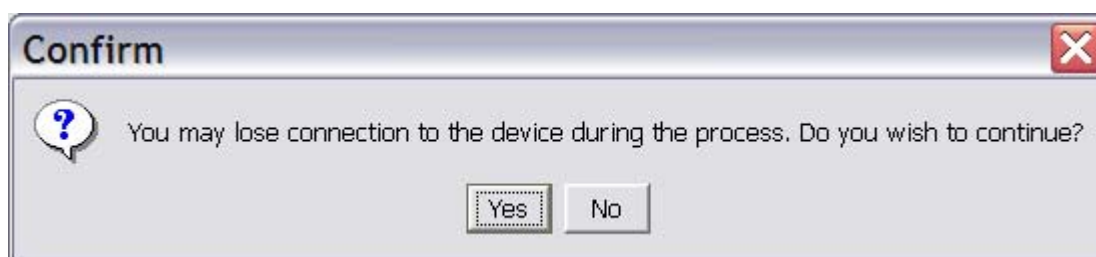 Confirm
You may lose connection to the device during the process. Do you wish to continue?
Yes No